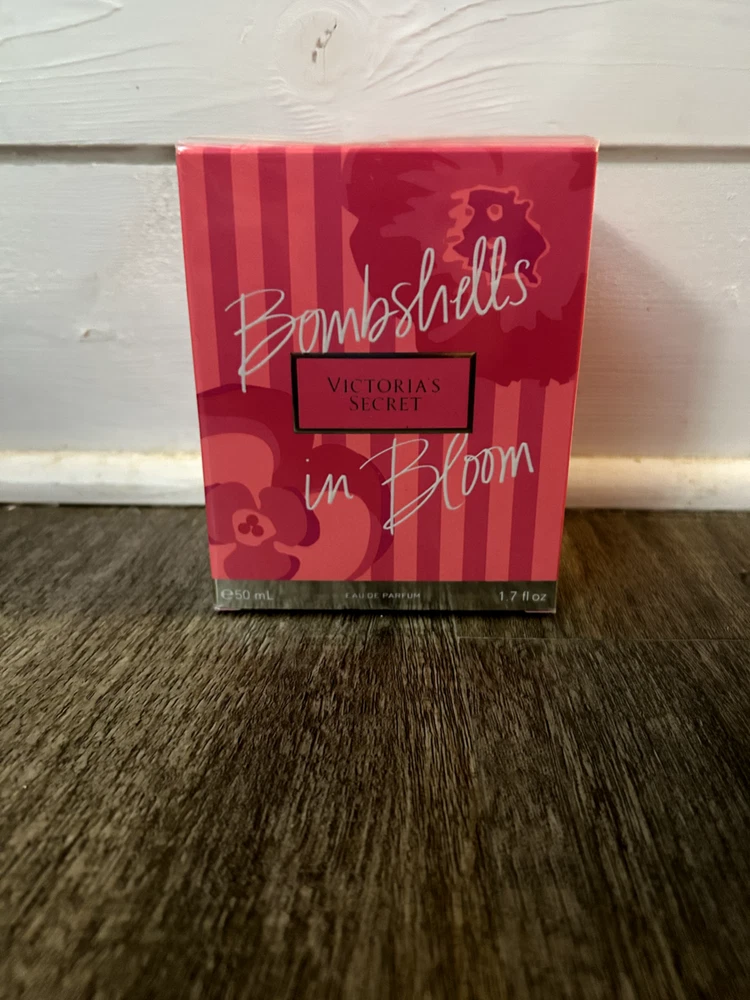 Bombshells
VICTORIA'S
SECRET
in Bloom
℮50 mL EAU DE PARFUM 1.7 fl oz